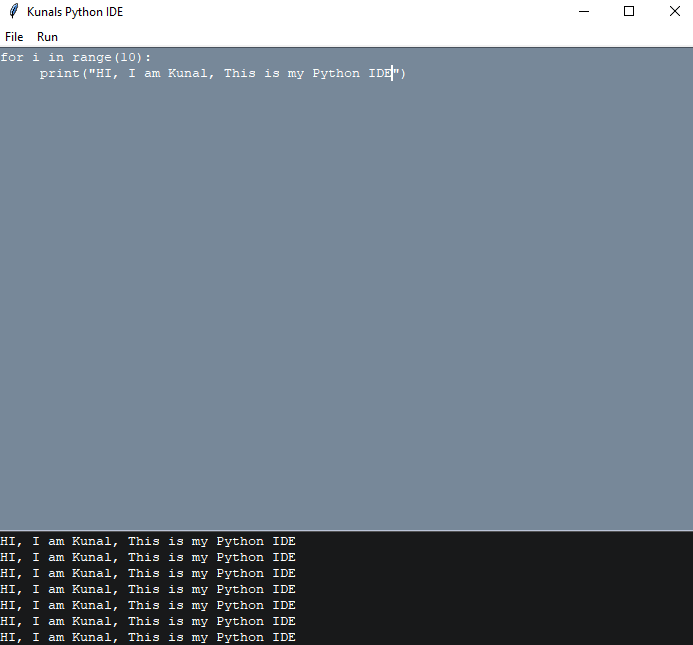 Kunals Python IDE
File Run
for i in range(10):
     print("HI, I am Kunal, This is my Python IDE")
HI, I am Kunal, This is my Python IDE
HI, I am Kunal, This is my Python IDE
HI, I am Kunal, This is my Python IDE
HI, I am Kunal, This is my Python IDE
HI, I am Kunal, This is my Python IDE
HI, I am Kunal, This is my Python IDE
HI, I am Kunal, This is my Python IDE